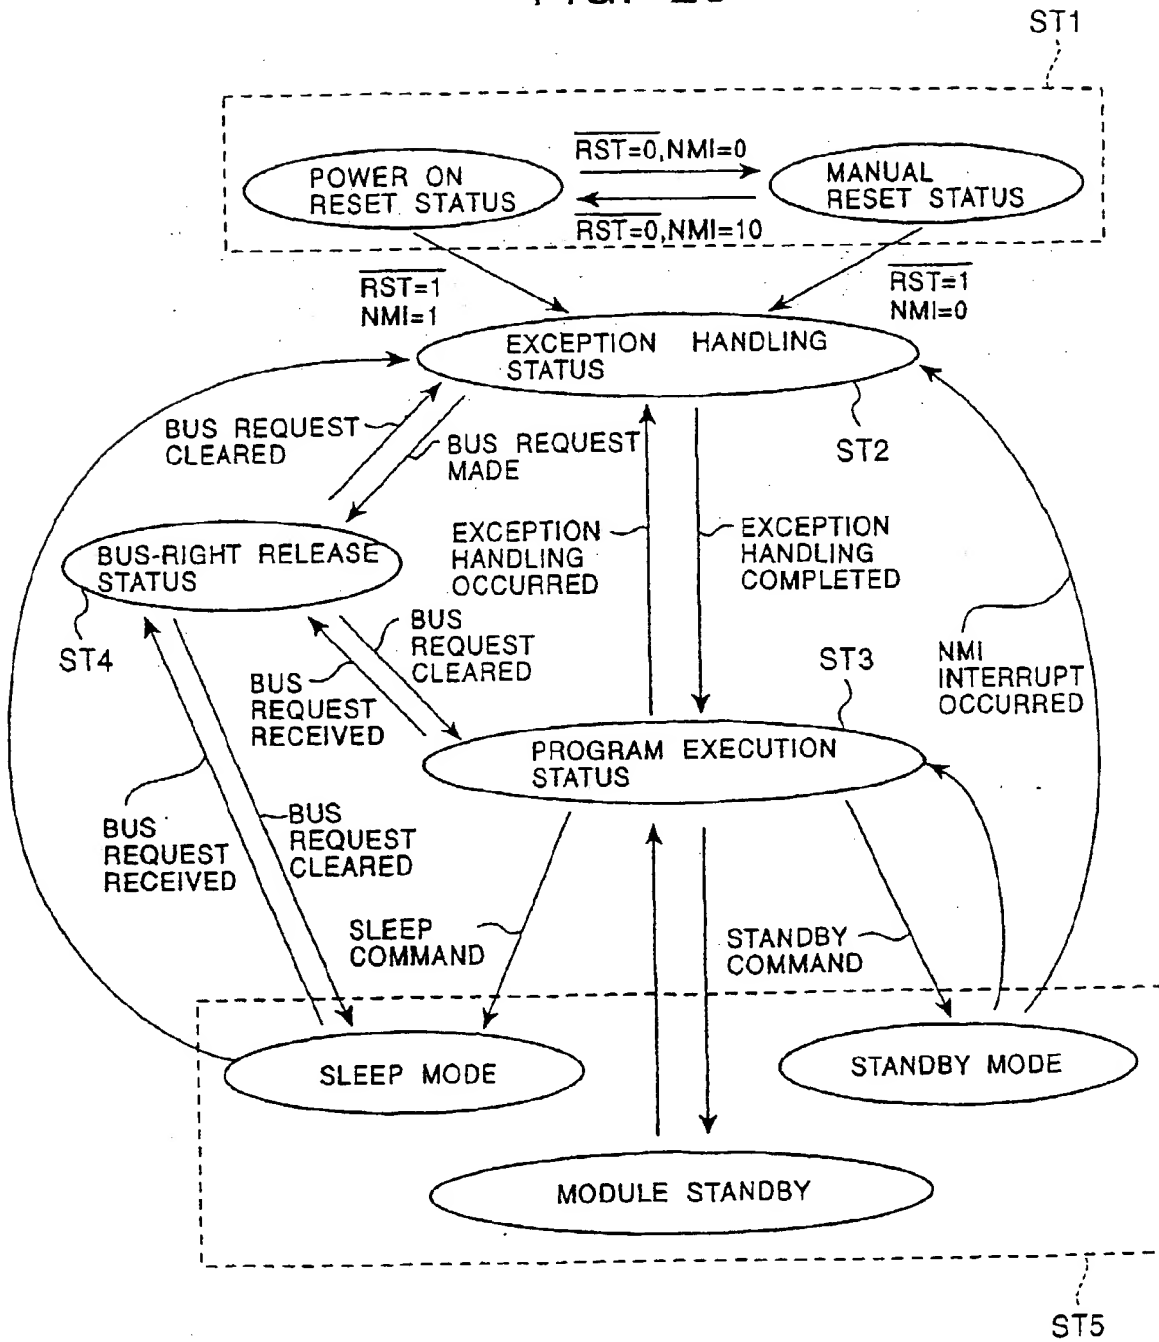 ST1
RST=0,NMI=0
POWER ON
RESET STATUS
MANUAL
RESET STATUS
RST=0,NMI=10
RST=1
NMI=1
RST=1
NMI=0
EXCEPTION HANDLING
STATUS
BUS REQUEST
CLEARED
BUS REQUEST
MADE
ST2
EXCEPTION
HANDLING
OCCURRED
EXCEPTION
HANDLING
COMPLETED
BUS-RIGHT RELEASE
STATUS
ST4
BUS
REQUEST
CLEARED
BUS
REQUEST
RECEIVED
ST3
NMI
INTERRUPT
OCCURRED
PROGRAM EXECUTION
STATUS
BUS
REQUEST
RECEIVED
BUS
REQUEST
CLEARED
SLEEP
COMMAND
STANDBY
COMMAND
SLEEP MODE
STANDBY MODE
MODULE STANDBY
ST5